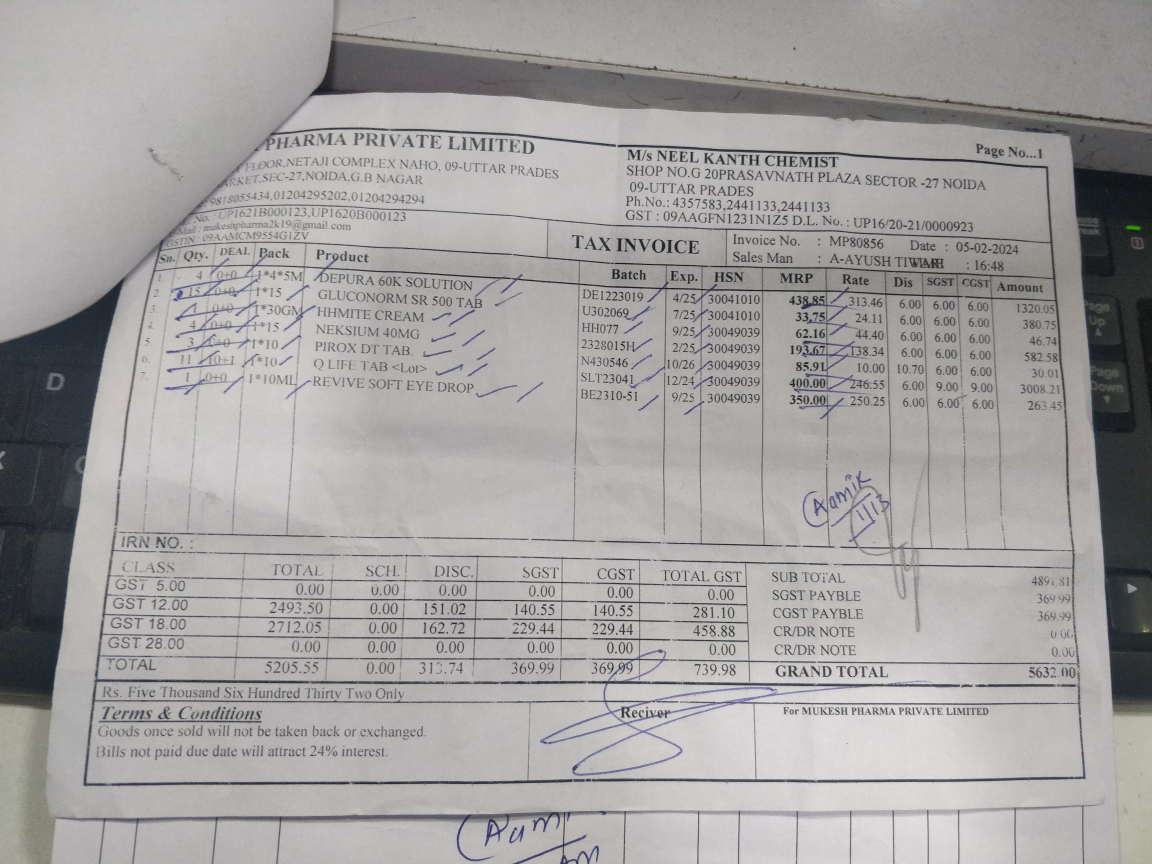 PHARMA PRIVATE LIMITED
FLOOR,NETAJI COMPLEX NAHO, 09-UTTAR PRADES
ARKET,SEC-27,NOIDA,G.B NAGAR
9818055434,01204295202,01204294294
No. : UP1621B000123,UP1620B000123
Mail : mukeshpharma2k19@gmail.com
GSTIN : 09AAMCM9554G1ZV
Page No...1
M/s NEEL KANTH CHEMIST
SHOP NO.G 20PRASAVNATH PLAZA SECTOR -27 NOIDA
09-UTTAR PRADES
Ph.No.: 4357583,2441133,2441133
GST : 09AAGFN1231N1Z5 D.L. No. : UP16/20-21/0000923
TAX INVOICE
Invoice No. : MP80856 Date : 05-02-2024
Sales Man : A-AYUSH TIWARI : 16:48
Sn. Qty. DEAL Back Product Batch Exp. HSN MRP Rate Dis SGST CGST Amount
1. 4 0+0 1*4*5M DEPURA 60K SOLUTION DE1223019 4/25 30041010 438.85 313.46 6.00 6.00 6.00 1320.05
2. 15 0+0 1*15 GLUCONORM SR 500 TAB U302069 7/25 30041010 33.75 24.11 6.00 6.00 6.00 380.75
3. 1 0+0 1*30GM HHMITE CREAM HH077 9/25 30049039 62.16 44.40 6.00 6.00 6.00 46.74
4. 4 0+0 1*15 NEKSIUM 40MG 2328015H 2/25 30049039 193.67 138.34 6.00 6.00 6.00 582.58
5. 3 0+0 1*10 PIROX DT TAB. N430546 10/26 30049039 85.91 10.00 10.70 6.00 6.00 30.01
6. 11 10+1 1*10 Q LIFE TAB <Lot> SLT23041 12/24 30049039 400.00 246.55 6.00 9.00 9.00 3008.21
7. 1 0+0 1*10ML REVIVE SOFT EYE DROP BE2310-51 9/25 30049039 350.00 250.25 6.00 6.00 6.00 263.45
Aamik
1/13
IRN NO. :
CLASS TOTAL SCH. DISC. SGST CGST TOTAL GST
GST 5.00 0.00 0.00 0.00 0.00 0.00 0.00
GST 12.00 2493.50 0.00 151.02 140.55 140.55 281.10
GST 18.00 2712.05 0.00 162.72 229.44 229.44 458.88
GST 28.00 0.00 0.00 0.00 0.00 0.00 0.00
TOTAL 5205.55 0.00 313.74 369.99 369.99 739.98
SUB TOTAL 4891.81
SGST PAYBLE 369.99
CGST PAYBLE 369.99
CR/DR NOTE 0.00
CR/DR NOTE 0.00
GRAND TOTAL 5632.00
Rs. Five Thousand Six Hundred Thirty Two Only
Terms & Conditions
Goods once sold will not be taken back or exchanged.
Bills not paid due date will attract 24% interest.
Reciver
For MUKESH PHARMA PRIVATE LIMITED
Page Up
Page Down
D